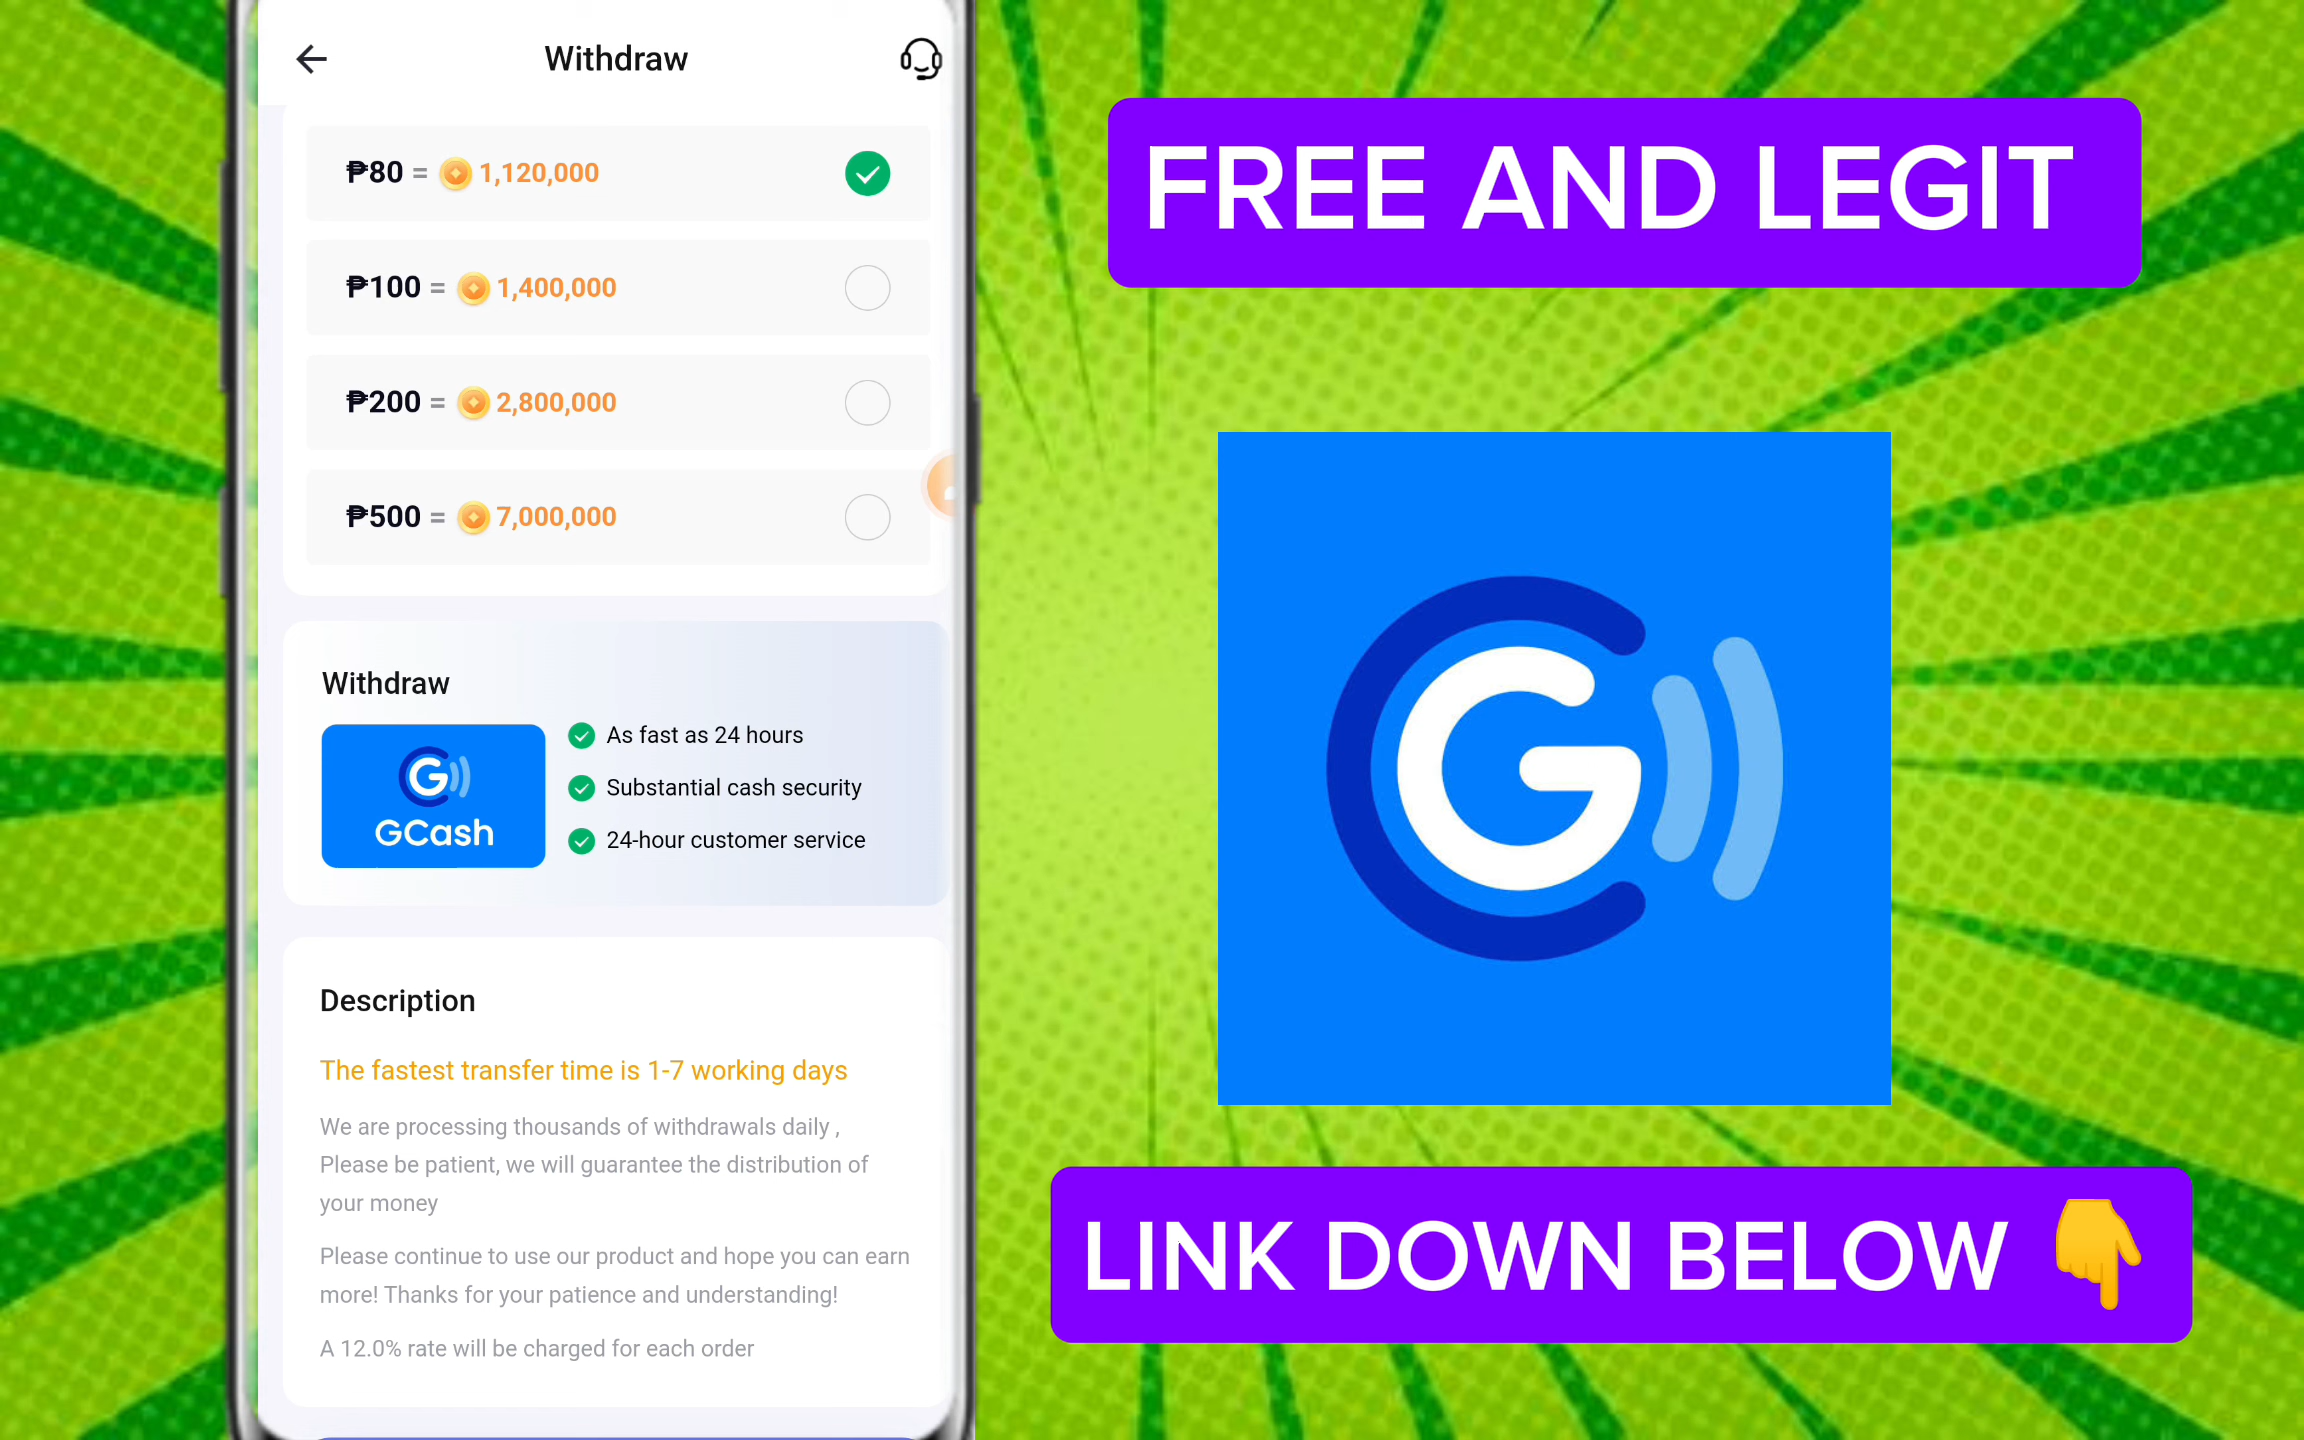 Withdraw
₱80 = 1,120,000
₱100 = 1,400,000
₱200 = 2,800,000
₱500 = 7,000,000
Withdraw
GCash
As fast as 24 hours
Substantial cash security
24-hour customer service
Description
The fastest transfer time is 1-7 working days
We are processing thousands of withdrawals daily ,
Please be patient, we will guarantee the distribution of
your money
Please continue to use our product and hope you can earn
more! Thanks for your patience and understanding!
A 12.0% rate will be charged for each order
FREE AND LEGIT
G
LINK DOWN BELOW 👇